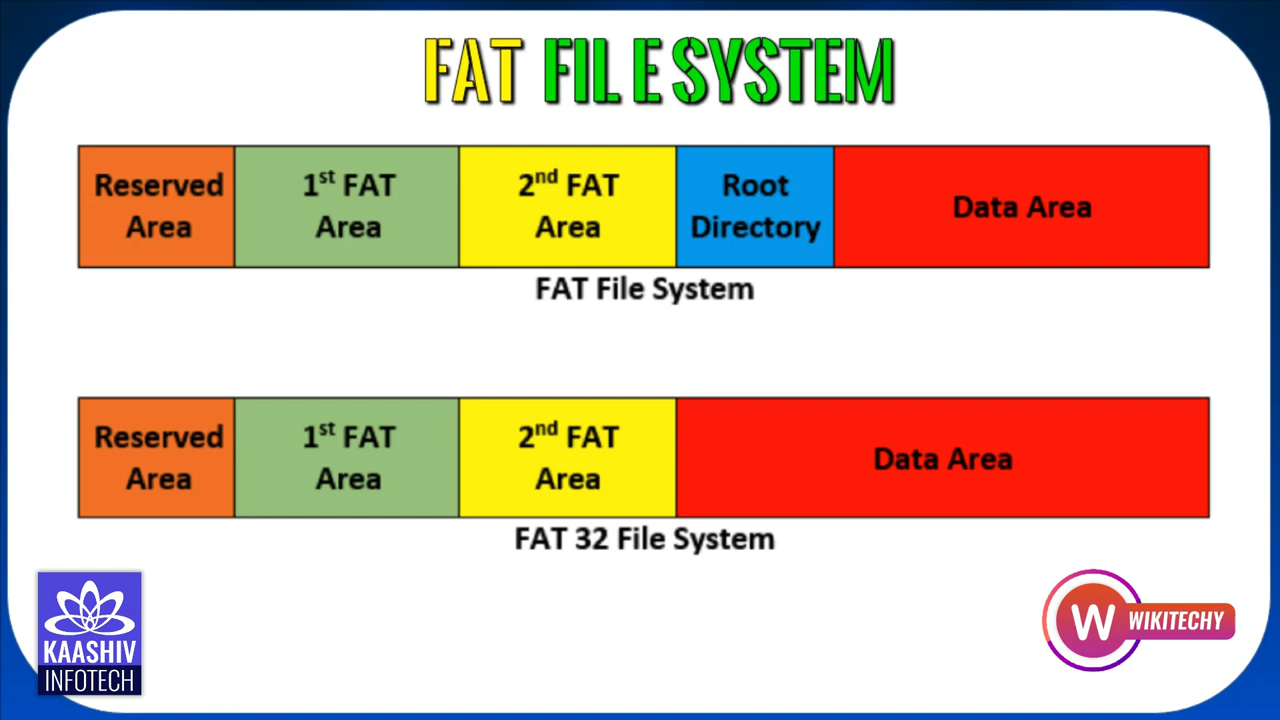 FAT FILE SYSTEM
Reserved Area
1st FAT Area
2nd FAT Area
Root Directory
Data Area
FAT File System
Reserved Area
1st FAT Area
2nd FAT Area
Data Area
FAT 32 File System
KAASHIV
INFOTECH
W WIKITECHY